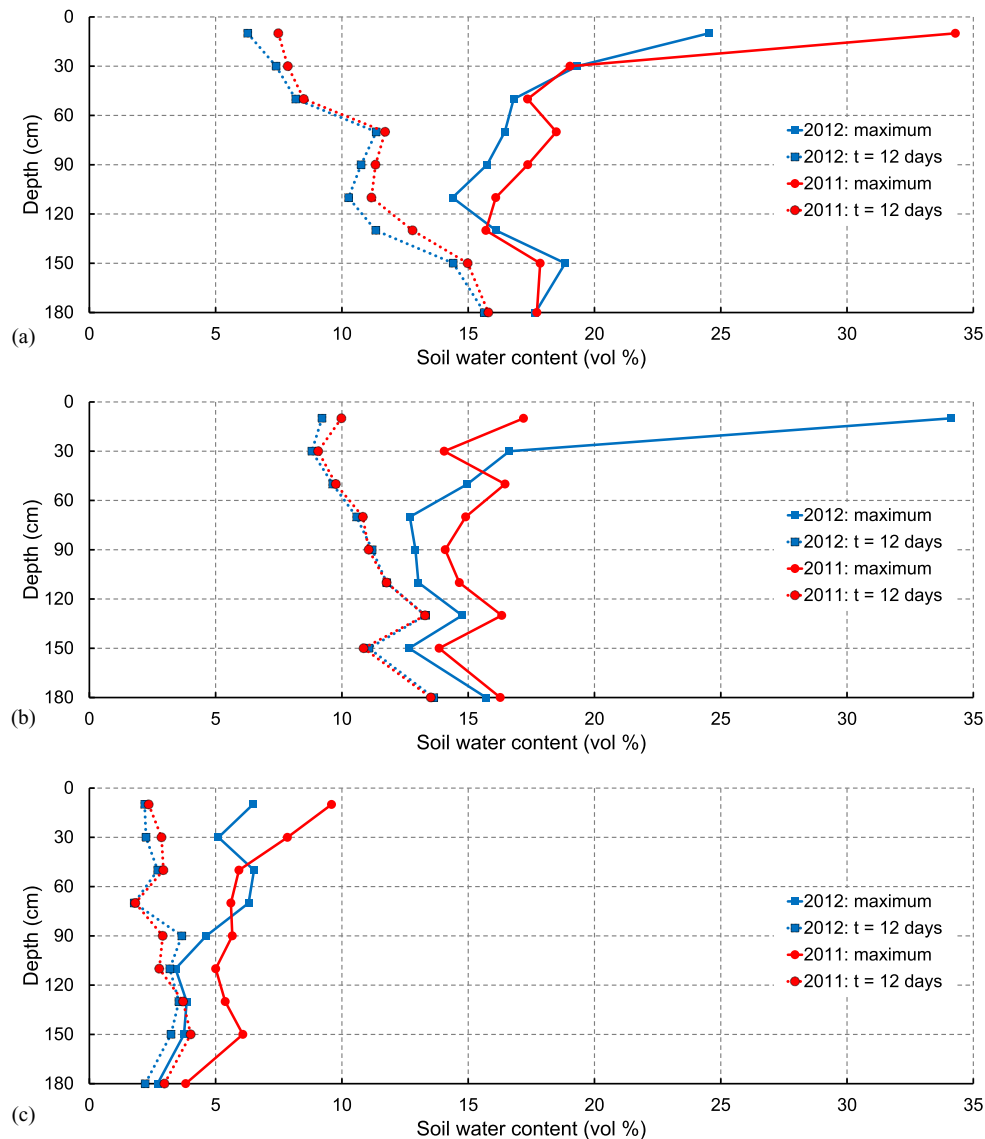 0
30
60
90
120
150
180
Depth (cm)
2012: maximum
2012: t = 12 days
2011: maximum
2011: t = 12 days
(a)
0 5 10 15 20 25 30 35
Soil water content (vol %)
0
30
60
90
120
150
180
Depth (cm)
2012: maximum
2012: t = 12 days
2011: maximum
2011: t = 12 days
(b)
0 5 10 15 20 25 30 35
Soil water content (vol %)
0
30
60
90
120
150
180
Depth (cm)
2012: maximum
2012: t = 12 days
2011: maximum
2011: t = 12 days
(c)
0 5 10 15 20 25 30 35
Soil water content (vol %)